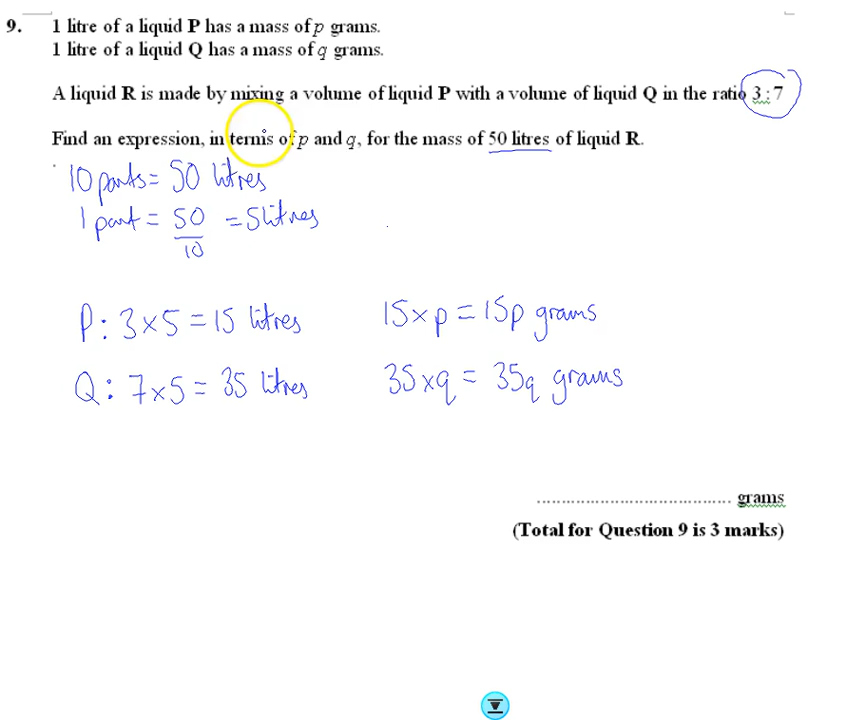 9. 1 litre of a liquid P has a mass of p grams.
1 litre of a liquid Q has a mass of q grams.
A liquid R is made by mixing a volume of liquid P with a volume of liquid Q in the ratio 3 : 7
Find an expression, in terms of p and q, for the mass of 50 litres of liquid R.
10 parts = 50 litres
1 part = 50/10 = 5 litres
P: 3 × 5 = 15 litres 15 × p = 15p grams
Q: 7 × 5 = 35 litres 35 × q = 35q grams
........................................ grams
(Total for Question 9 is 3 marks)